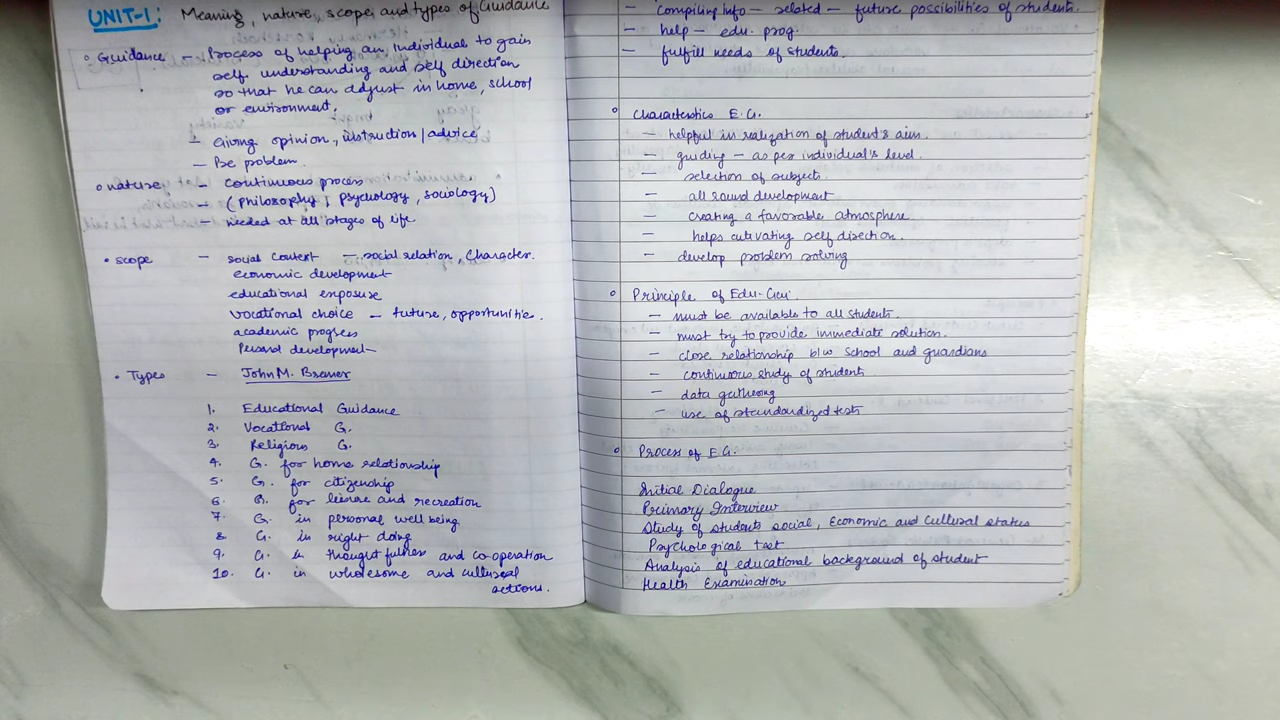 UNIT-1: Meaning, nature, scope, and types of Guidance
• Guidance — Process of helping an individual to gain
self understanding and self direction
so that he can adjust in home, school
or environment.
— Giving opinion, instruction / advice
— Be problem.
• nature — continuous process
— (Philosophy, psychology, sociology)
— needed at all stages of life.
• scope — social context — social relation, character.
economic development
educational exposure
vocational choice — future, opportunities.
academic progress
Personal development
• Types — John M. Brewer
1. Educational Guidance
2. Vocational G.
3. Religious G.
4. G. for home relationship
5. G. for citizenship
6. G. for leisure and recreation
7. G. in personal well being
8. G. in right doing
9. G. in thoughtfulness and co-operation
10. G. in wholesome and cultural
actions.
— compiling info — related — future possibilities of students.
— help — edu. prog.
— fulfill needs of students.
• Characteristics E.G.
— helpful in realization of student's aim.
— guiding — as per individual's level.
— selection of subjects.
— all round development
— creating a favorable atmosphere.
— helps cultivating self direction.
— develop problem solving
• Principle of Edu-Gui.
— must be available to all students.
— must try to provide immediate solution.
— close relationship b/w school and guardians
— continuous study of students
— data gathering
— use of standardized tests
• Process of E.G.
Initial Dialogue
Primary Interview
Study of students social, Economic and Cultural status
Psychological test
Analysis of educational background of student
Health Examination